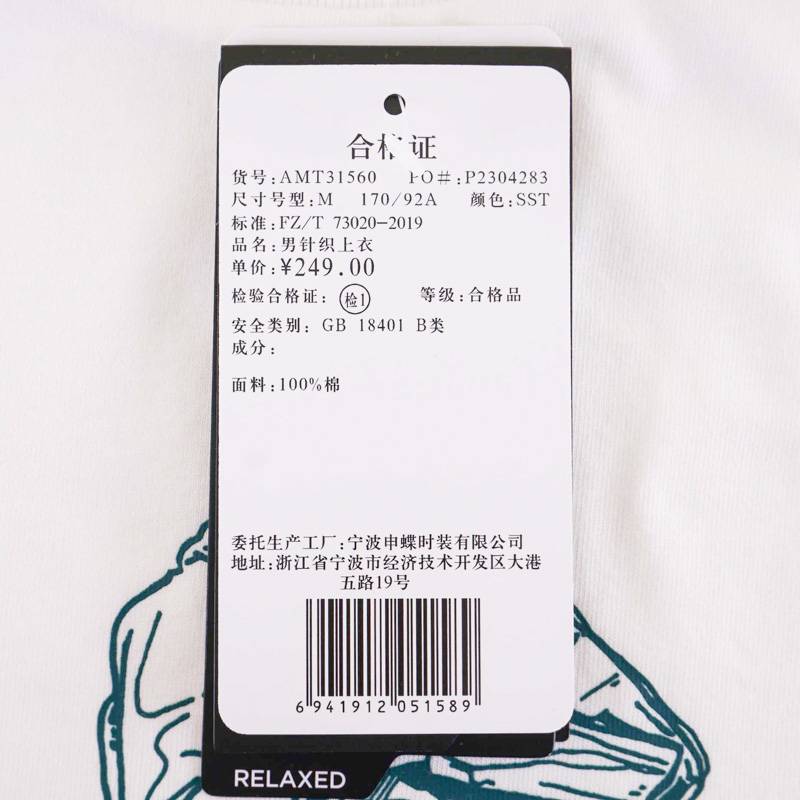 合格证
货号:AMT31560 PO#:P2304283
尺寸号型:M 170/92A 颜色:SST
标准:FZ/T 73020-2019
品名:男针织上衣
单价:¥249.00
检验合格证: 检1 等级:合格品
安全类别: GB 18401 B类
成分:
面料:100%棉
委托生产工厂:宁波申蝶时装有限公司
地址:浙江省宁波市经济技术开发区大港
五路19号
6 941912 051589
RELAXED